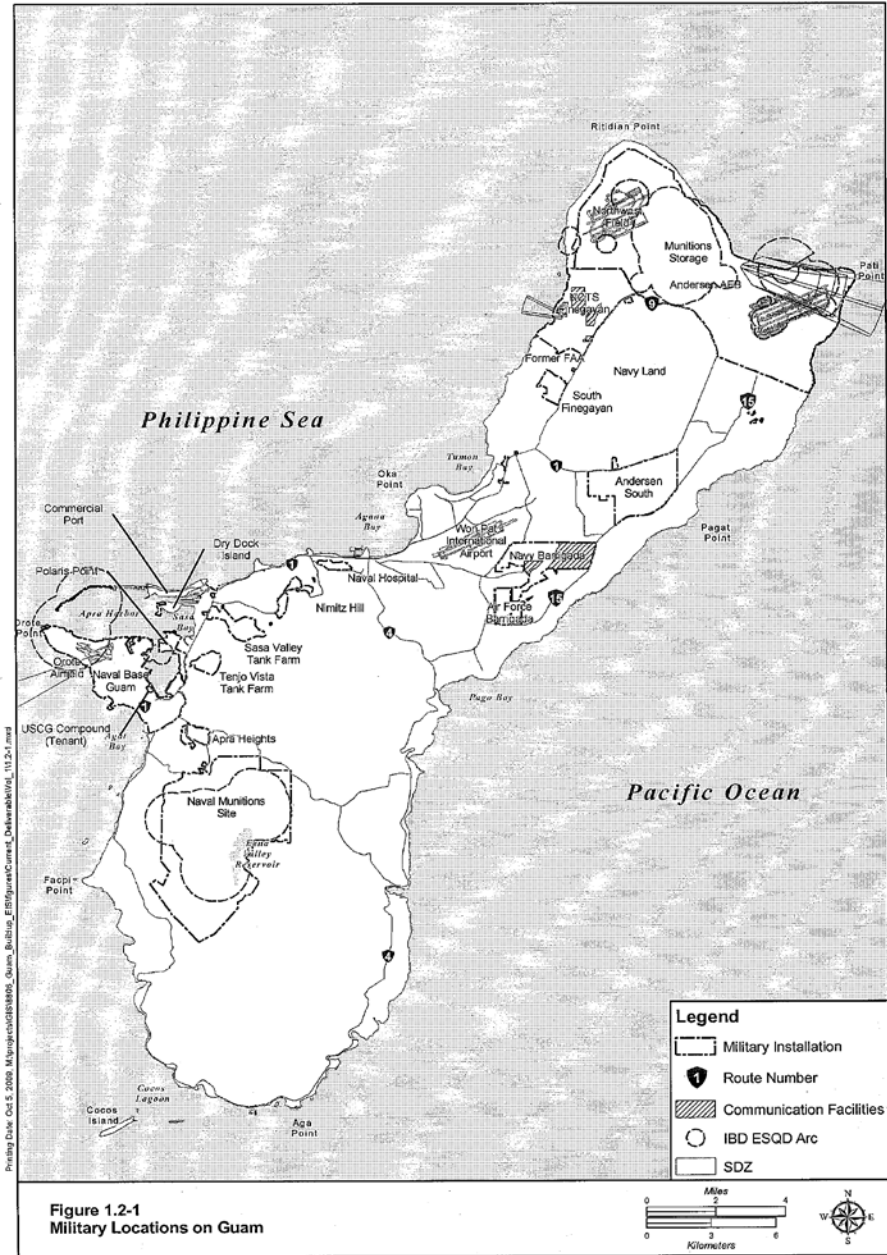 Ritidian Point
Northwest
Field
Munitions
Storage
Pati
Point
Andersen AFB
NCTS
Finegayan
9
Former FAA
Navy Land
South
Finegayan
15
Philippine Sea
Tumon
Bay
Oka
Point
1
Andersen
South
Commercial
Port
Agana
Bay
Won Pat
International
Airport
Pagat
Point
Dry Dock
Island
Polaris Point
1
Navy Barrigada
Naval Hospital
Apra Harbor
Sasa
Bay
Nimitz Hill
Air Force
Barrigada
15
Orote
Point
4
Sasa Valley
Tank Farm
Orote
Airfield
Naval Base
Guam
Tenjo Vista
Tank Farm
Pago Bay
1
USCG Compound
(Tenant)
Agat
Bay
Apra Heights
Pacific Ocean
Naval Munitions
Site
Valley
Reservoir
Facpi
Point
4
Cocos
Lagoon
Cocos
Island
Aga
Point
Legend
Military Installation
1 Route Number
Communication Facilities
IBD ESQD Arc
SDZ
Printing Date: Oct 5, 2009,
Figure 1.2-1
Military Locations on Guam
Miles
0 2 4
0 3 6
Kilometers
N
W E
S